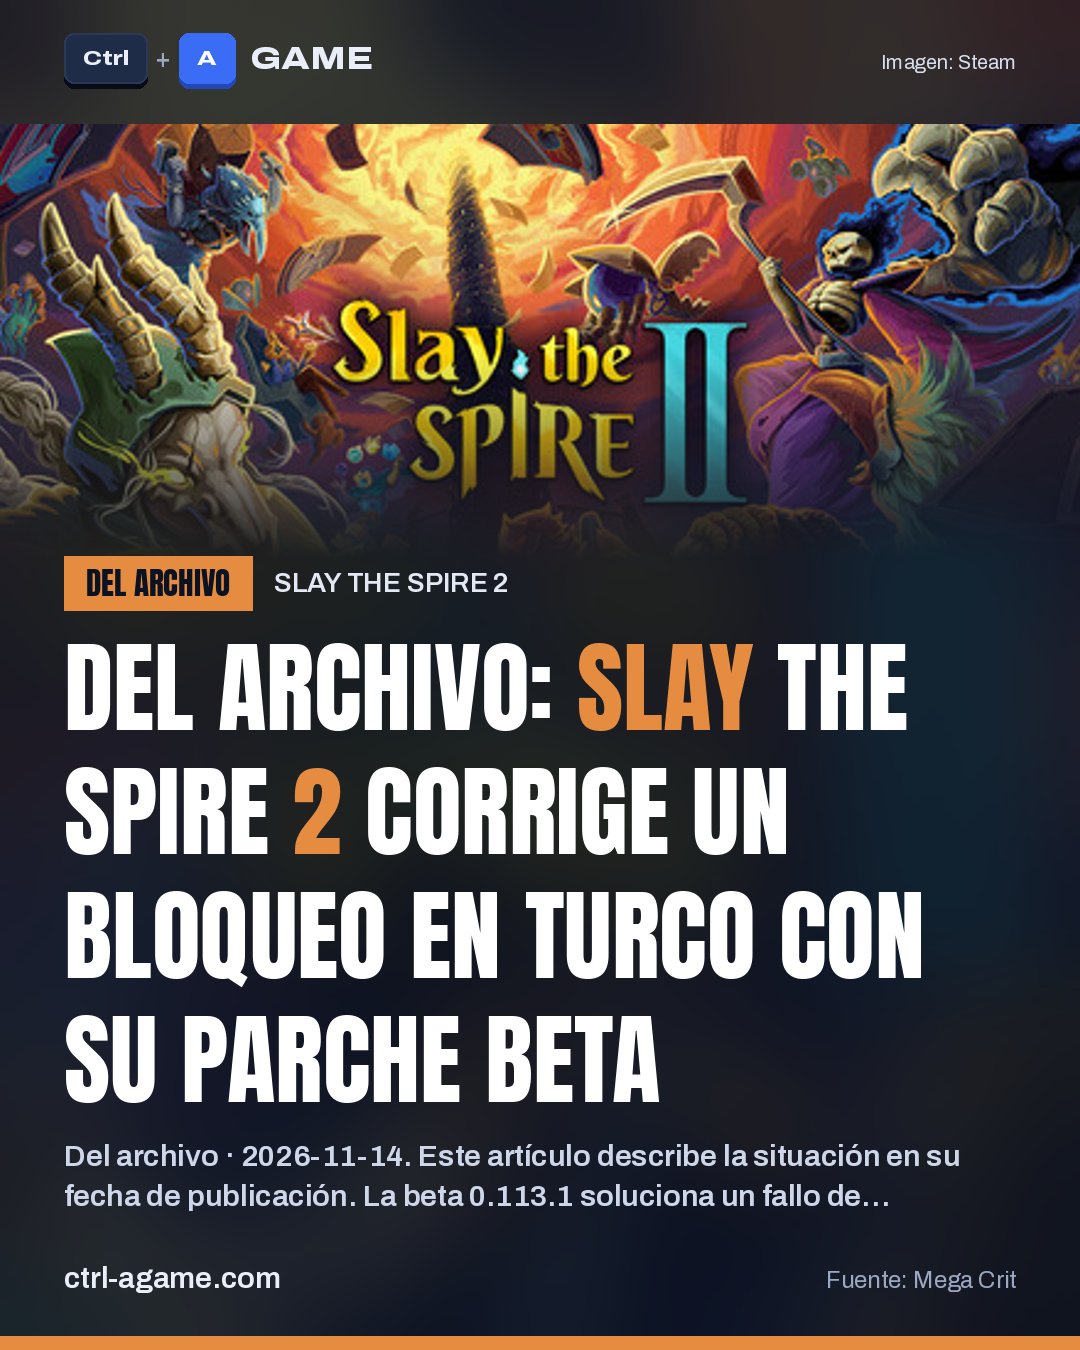 Ctrl + A GAME
Imagen: Steam
Slay the
SPIRE II
DEL ARCHIVO
SLAY THE SPIRE 2
DEL ARCHIVO: SLAY THE
SPIRE 2 CORRIGE UN
BLOQUEO EN TURCO CON
SU PARCHE BETA
Del archivo · 2026-11-14. Este artículo describe la situación en su
fecha de publicación. La beta 0.113.1 soluciona un fallo de...
ctrl-agame.com
Fuente: Mega Crit